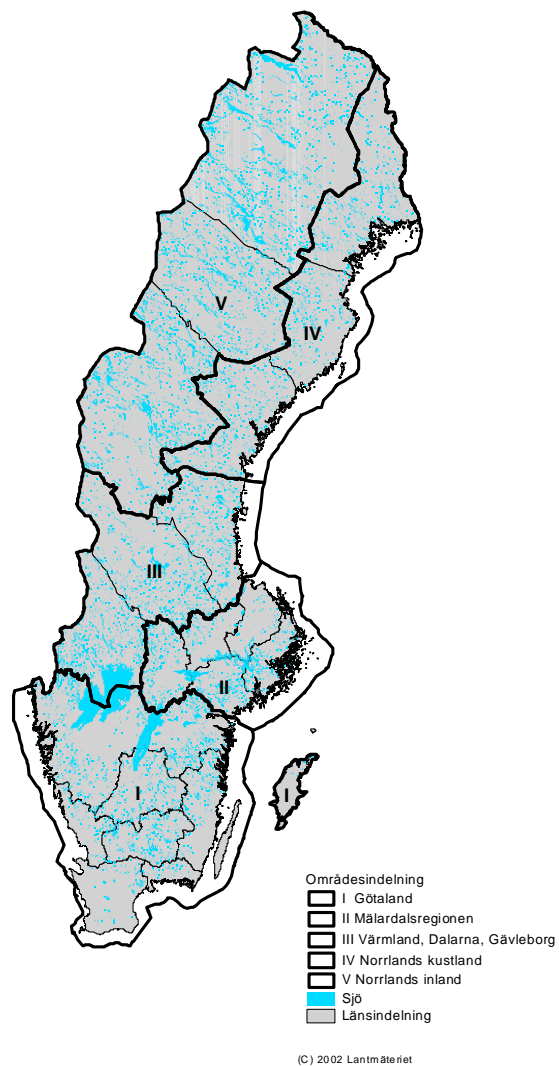 V
IV
III
II
I
I
Områdesindelning
I Götaland
II Mälardalsregionen
III Värmland, Dalarna, Gävleborg
IV Norrlands kustland
V Norrlands inland
Sjö
Länsindelning
(C) 2002 Lantmäteriet